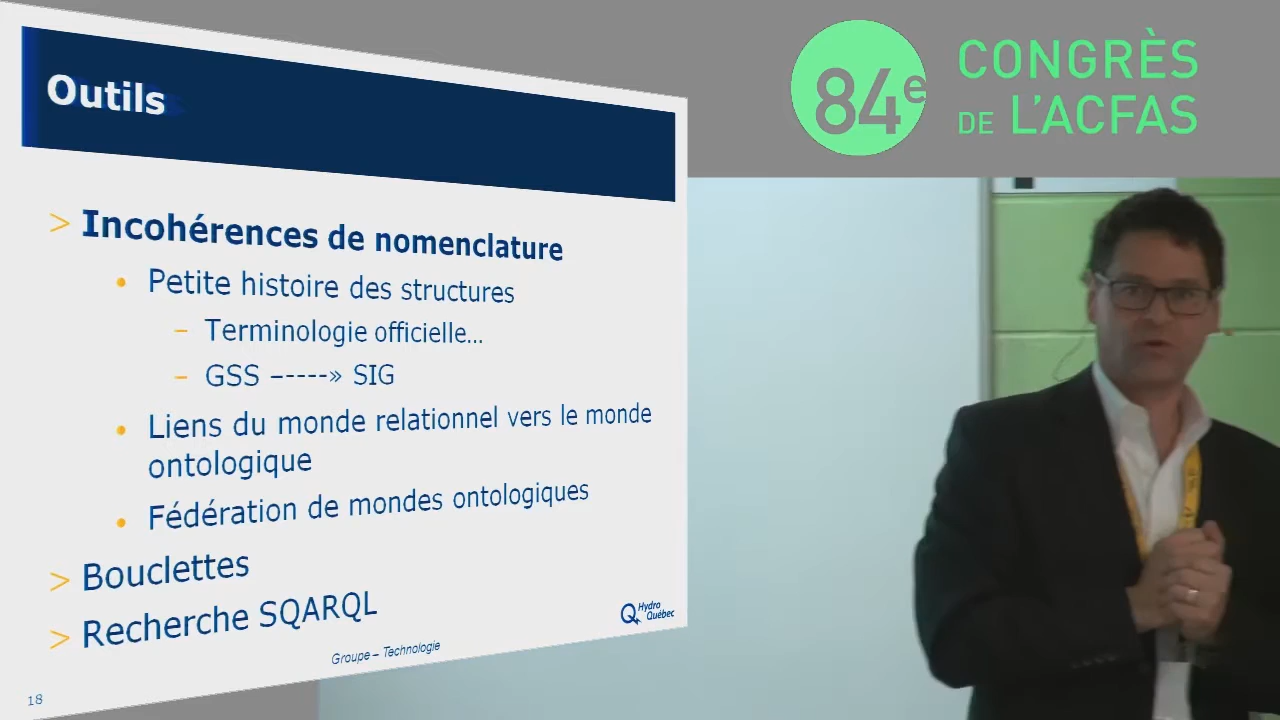 Outils
84e CONGRÈS
DE L'ACFAS
> Incohérences de nomenclature
• Petite histoire des structures
– Terminologie officielle...
– GSS –----» SIG
• Liens du monde relationnel vers le monde
ontologique
• Fédération de mondes ontologiques
> Bouclettes
> Recherche SQARQL
Hydro
Québec
Groupe – Technologie
18